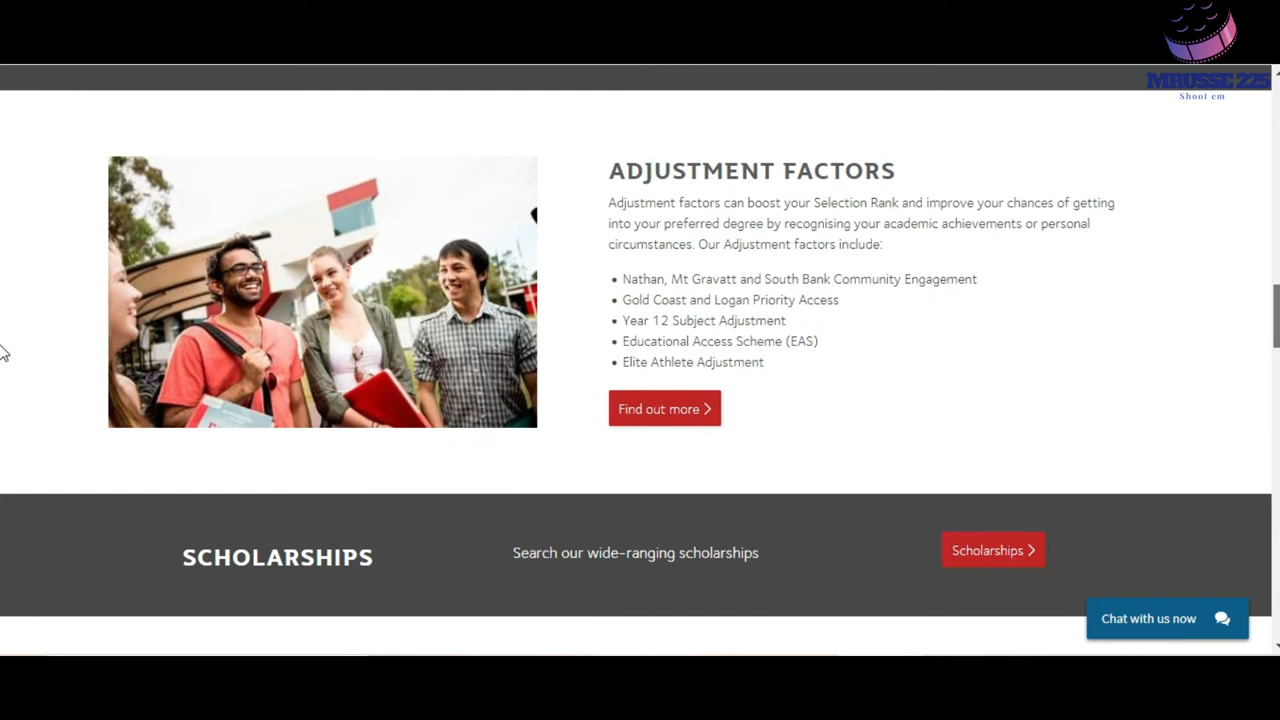 MRUSSE 225
Shoot em
ADJUSTMENT FACTORS
Adjustment factors can boost your Selection Rank and improve your chances of getting
into your preferred degree by recognising your academic achievements or personal
circumstances. Our Adjustment factors include:
• Nathan, Mt Gravatt and South Bank Community Engagement
• Gold Coast and Logan Priority Access
• Year 12 Subject Adjustment
• Educational Access Scheme (EAS)
• Elite Athlete Adjustment
Find out more
SCHOLARSHIPS
Search our wide-ranging scholarships
Scholarships
Chat with us now